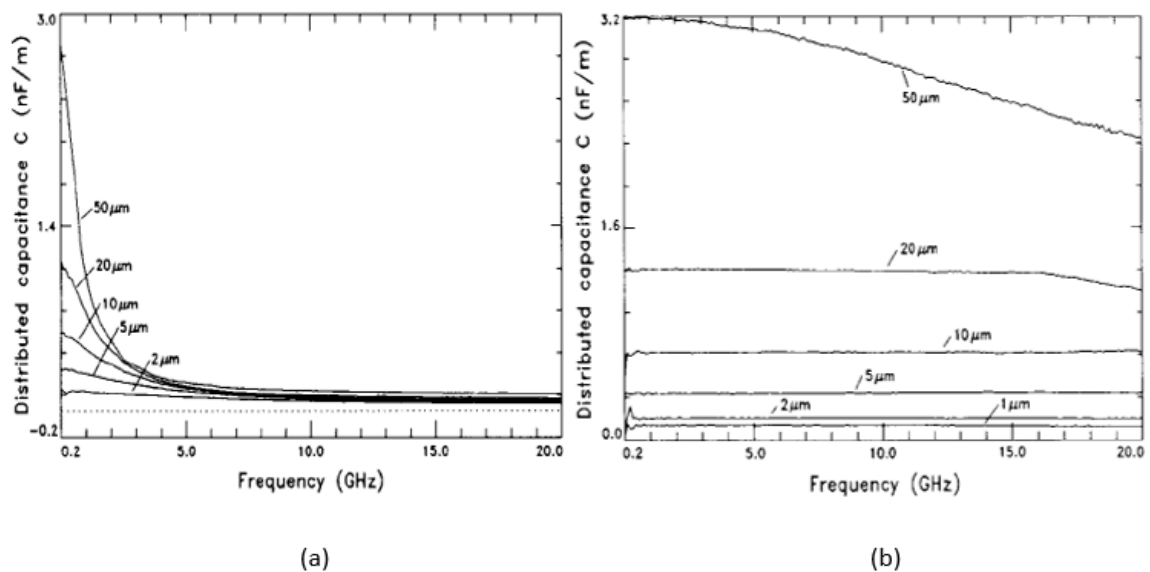 3.0
1.4
−0.2
Distributed capacitance C (nF/m)
50μm
20μm
10μm
5μm
2μm
0.2 5.0 10.0 15.0 20.0
Frequency (GHz)
(a)
3.2
1.6
0.0
Distributed capacitance C (nF/m)
50μm
20μm
10μm
5μm
2μm 1μm
0.2 5.0 10.0 15.0 20.0
Frequency (GHz)
(b)